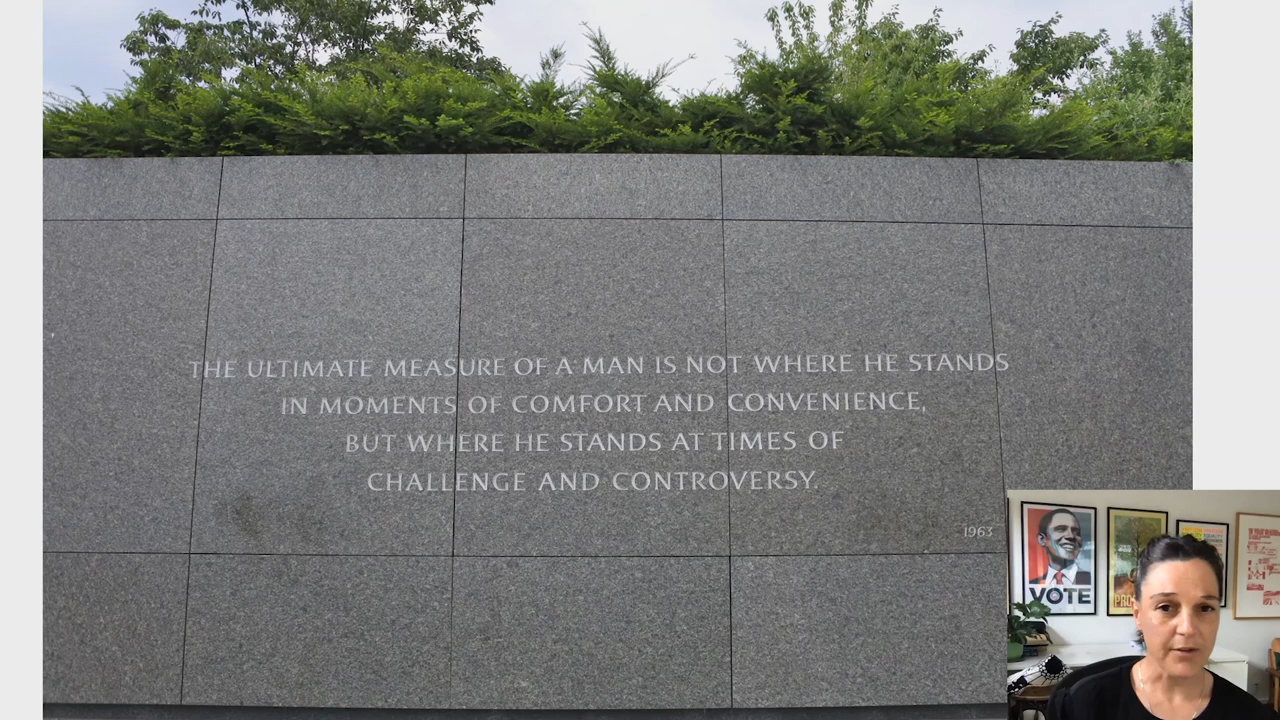 THE ULTIMATE MEASURE OF A MAN IS NOT WHERE HE STANDS
IN MOMENTS OF COMFORT AND CONVENIENCE,
BUT WHERE HE STANDS AT TIMES OF
CHALLENGE AND CONTROVERSY.
1963
VOTE